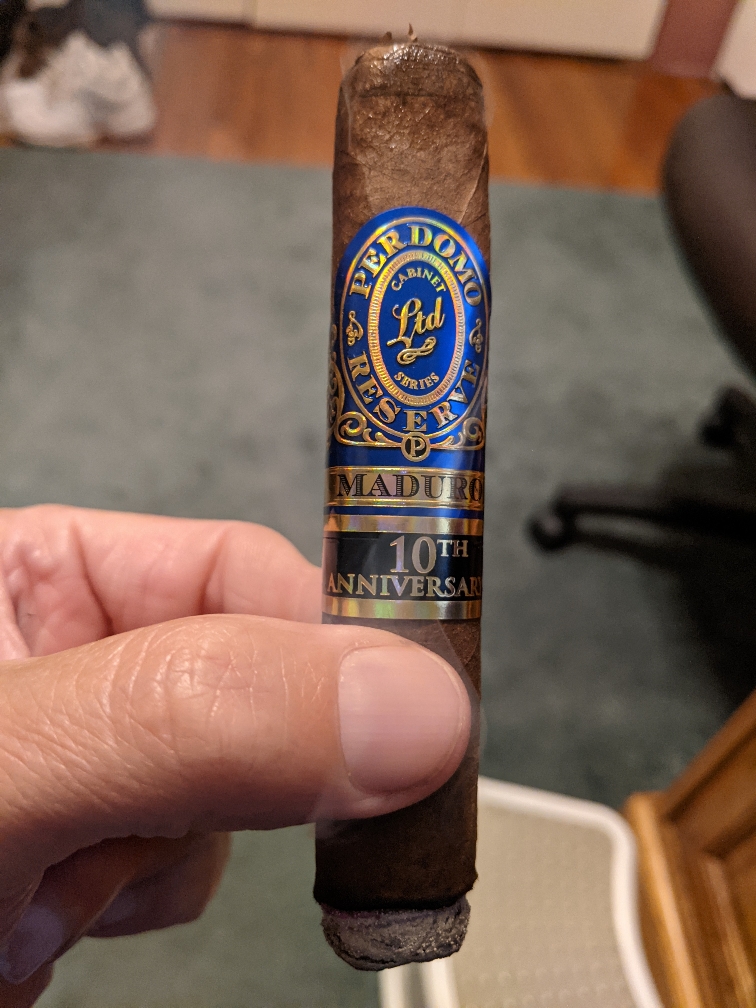 PERDOMO
CABINET
Ltd
SERIES
RESERVE
P
MADURO
10TH
ANNIVERSARY